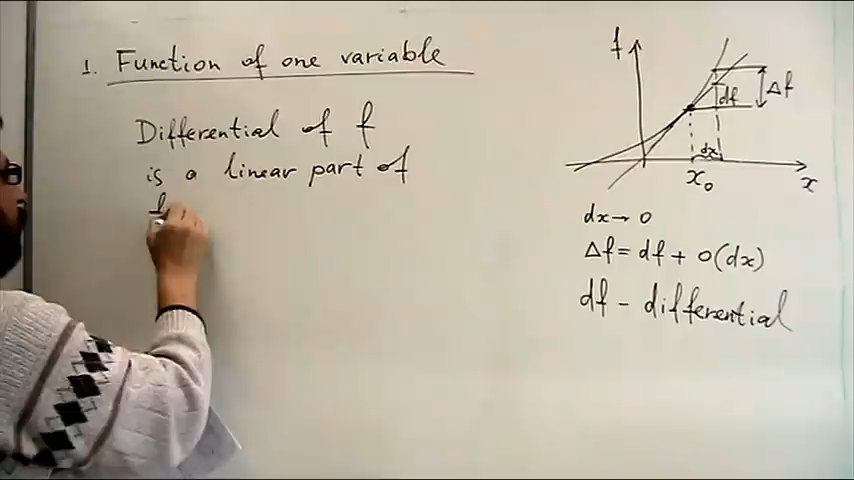 1. Function of one variable
Differential of f
is a linear part of
f
Δf
df
dx
x₀
x
dx → 0
Δf = df + o(dx)
df - differential